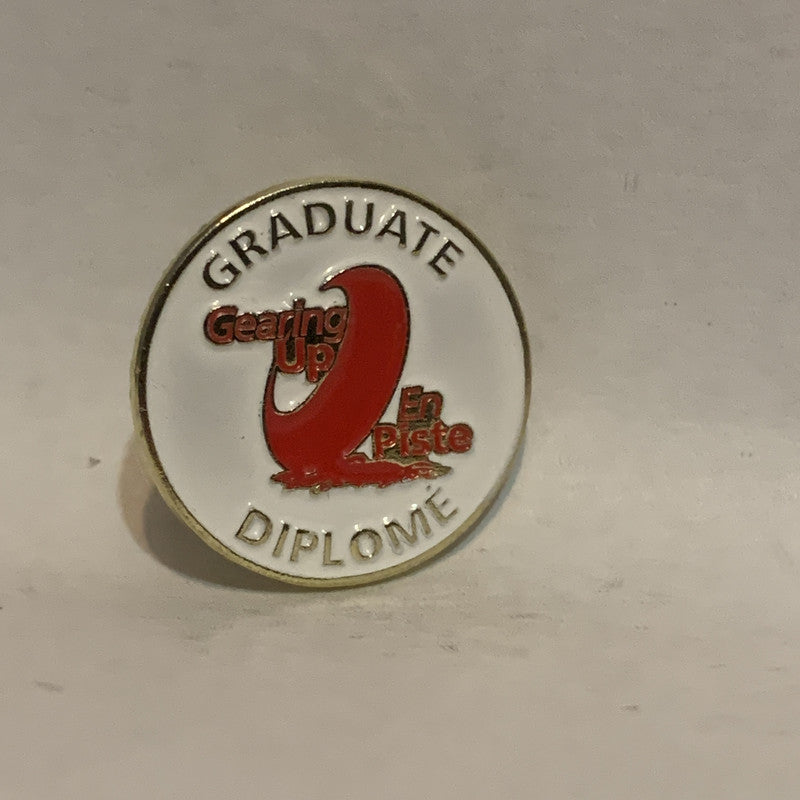 GRADUATE
Gearing
Up
En
Piste
DIPLOMÉ